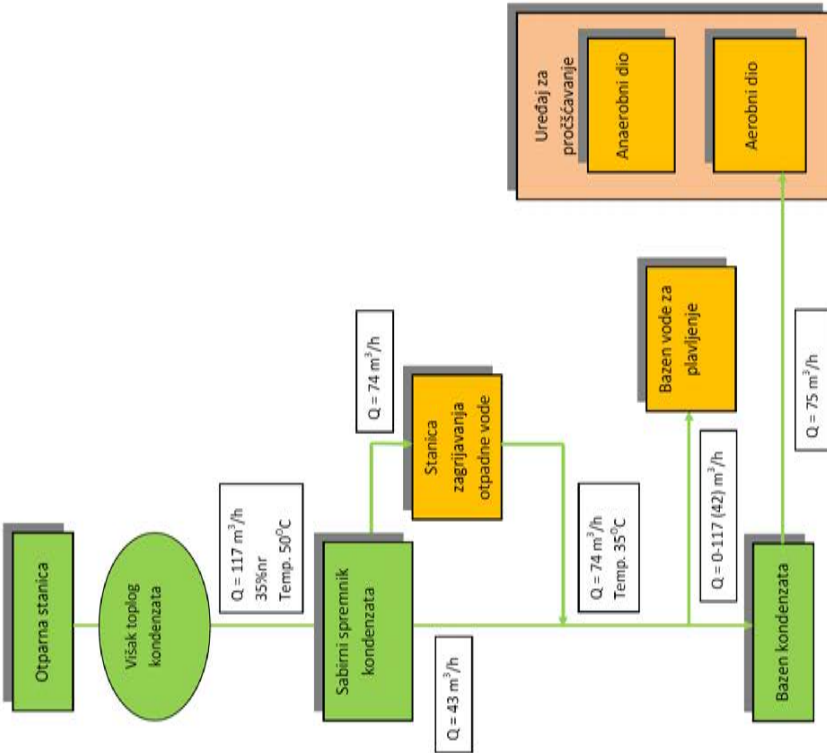 Otparna stanica
Višak toplog
kondenzata
Q = 117 m³/h
35%nr
Temp. 50⁰C
Sabirni spremnik
kondenzata
Q = 43 m³/h
Q = 74 m³/h
Stanica
zagrijavanja
otpadne vode
Q = 74 m³/h
Temp. 35⁰C
Q = 0-117 (42) m³/h
Bazen vode za
plavljenje
Bazen kondenzata
Q = 75 m³/h
Uređaj za
pročšćavanje
Anaerobni dio
Aerobni dio